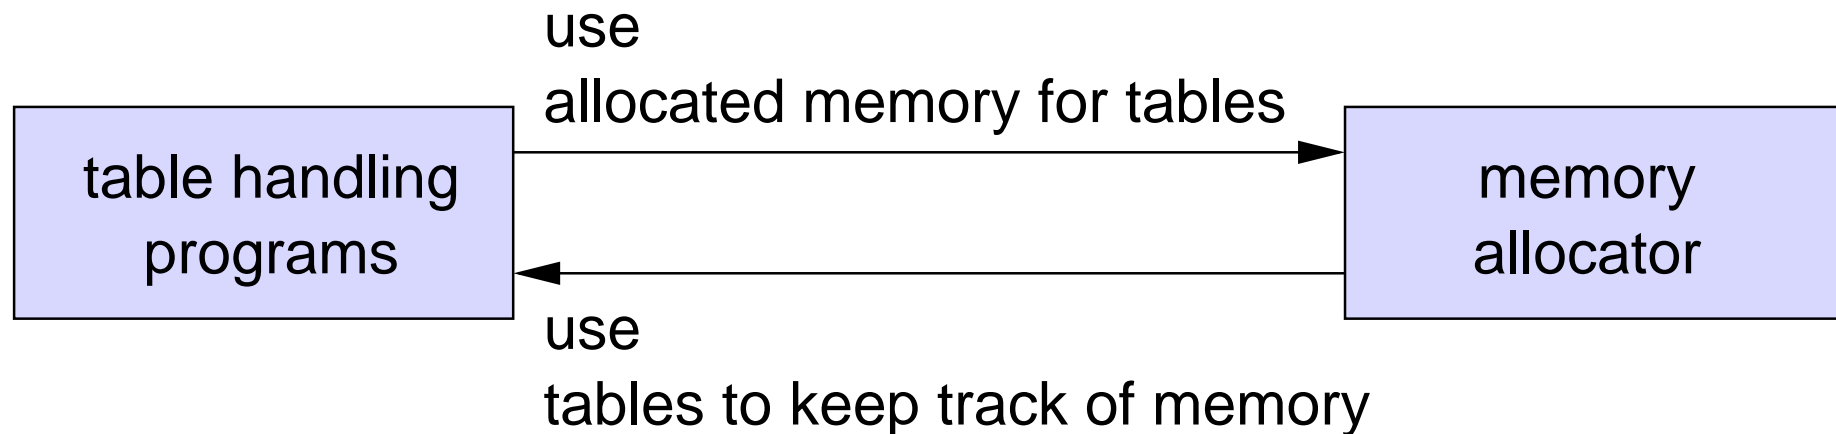 use
allocated memory for tables
table handling
programs
memory
allocator
use
tables to keep track of memory